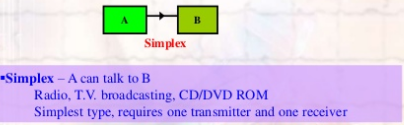 A B
Simplex
▪Simplex – A can talk to B
Radio, T.V. broadcasting, CD/DVD ROM
Simplest type, requires one transmitter and one receiver